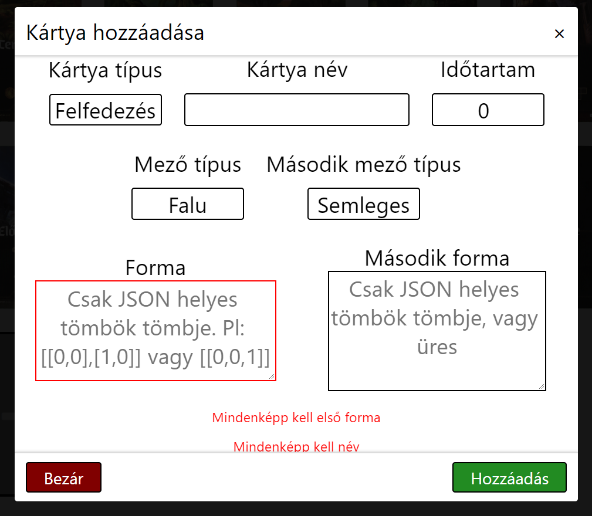 Kártya hozzáadása ×
Kártya típus Kártya név Időtartam
Felfedezés 0
Mező típus Második mező típus
Falu Semleges
Forma
Csak JSON helyes
tömbök tömbje. Pl:
[[0,0],[1,0]] vagy [[0,0,1]]
Második forma
Csak JSON helyes
tömbök tömbje, vagy
üres
Mindenképp kell első forma
Mindenképp kell név
Bezár Hozzáadás